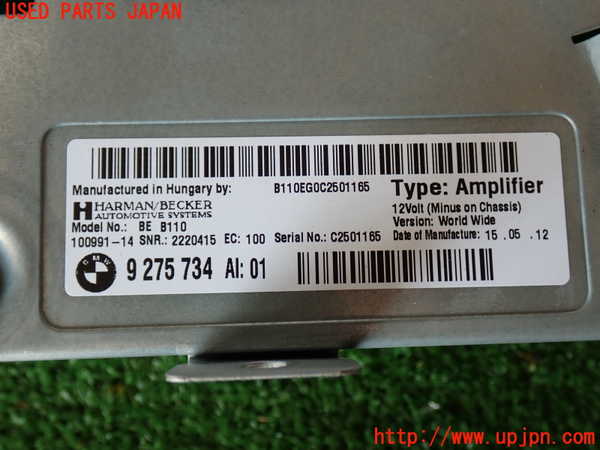 USED PARTS JAPAN
Manufactured in Hungary by:
B110EG0C2501165
Type: Amplifier
HARMAN/BECKER
AUTOMOTIVE SYSTEMS
12Volt (Minus on Chassis)
Version: World Wide
Model No.: BE B110
100991-14 SNR.: 2220415 EC: 100 Serial No.: C2501165 Date of Manufacture: 15 .05 .12
BMW 9 275 734 AI: 01
http://www.upjpn.com/